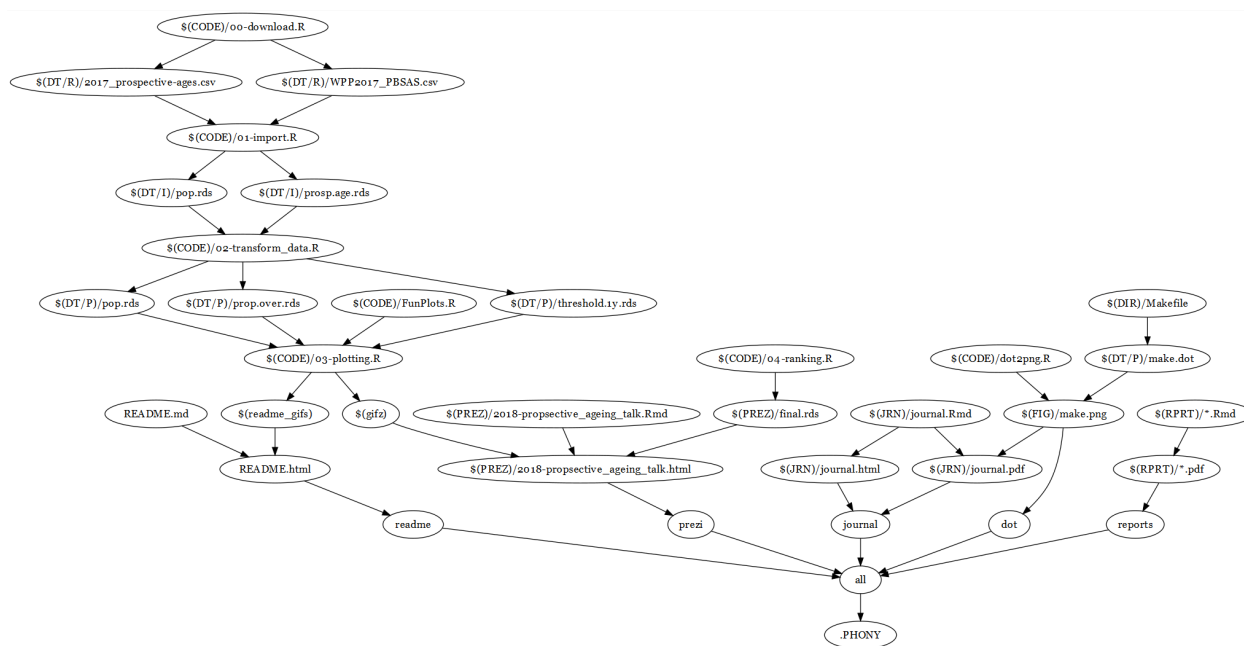 $(CODE)/00-download.R
$(DT/R)/2017_prospective-ages.csv
$(DT/R)/WPP2017_PBSAS.csv
$(CODE)/01-import.R
$(DT/I)/pop.rds
$(DT/I)/prosp.age.rds
$(CODE)/02-transform_data.R
$(DT/P)/pop.rds
$(DT/P)/prop.over.rds
$(CODE)/FunPlots.R
$(DT/P)/threshold.1y.rds
$(DIR)/Makefile
$(CODE)/03-plotting.R
$(CODE)/04-ranking.R
$(CODE)/dot2png.R
$(DT/P)/make.dot
README.md
$(readme_gifs)
$(gifz)
$(PREZ)/2018-propsective_ageing_talk.Rmd
$(PREZ)/final.rds
$(JRN)/journal.Rmd
$(FIG)/make.png
$(RPRT)/*.Rmd
README.html
$(PREZ)/2018-propsective_ageing_talk.html
$(JRN)/journal.html
$(JRN)/journal.pdf
$(RPRT)/*.pdf
readme
prezi
journal
dot
reports
all
.PHONY